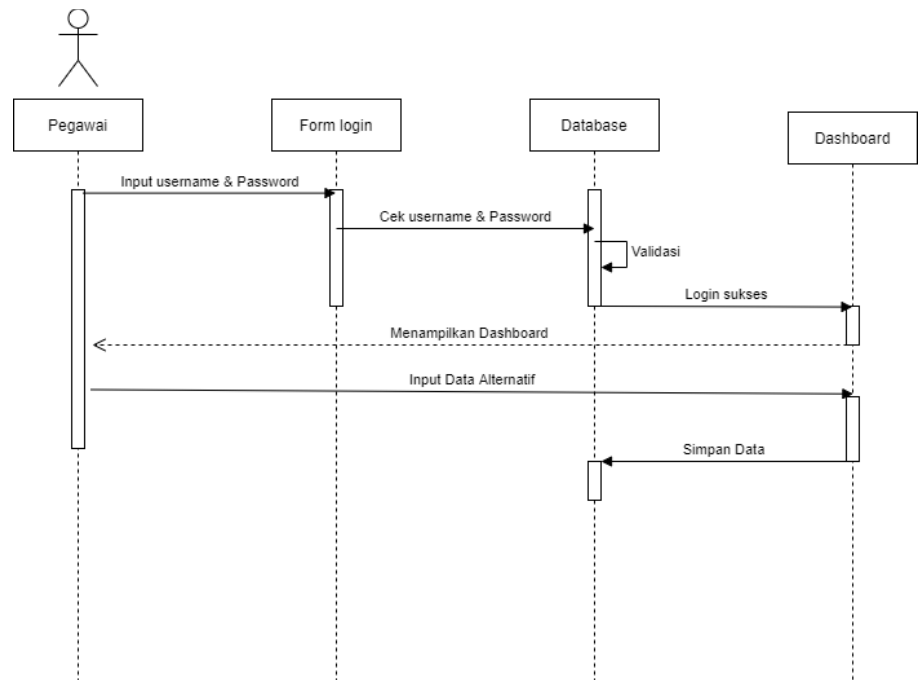 Pegawai
Form login
Database
Dashboard
Input username & Password
Cek username & Password
Validasi
Login sukses
Menampilkan Dashboard
Input Data Alternatif
Simpan Data